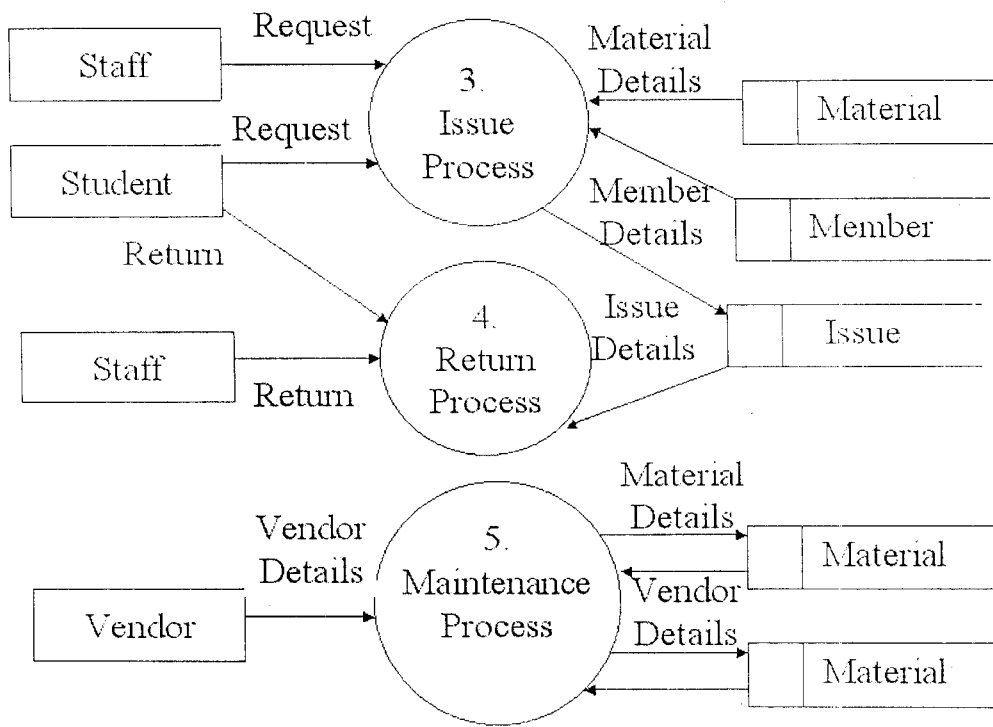 Request
Staff
3.
Issue
Process
Material
Details
Material
Request
Student
Member
Details
Member
Return
4.
Return
Process
Issue
Details
Issue
Staff
Return
Vendor
Details
5.
Maintenance
Process
Material
Details
Material
Vendor
Details
Vendor
Material